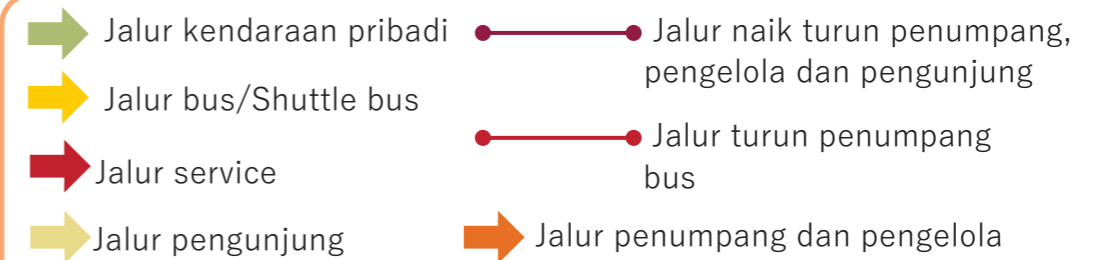 Jalur kendaraan pribadi
Jalur bus/Shuttle bus
Jalur service
Jalur pengunjung
Jalur naik turun penumpang,
pengelola dan pengunjung
Jalur turun penumpang
bus
Jalur penumpang dan pengelola